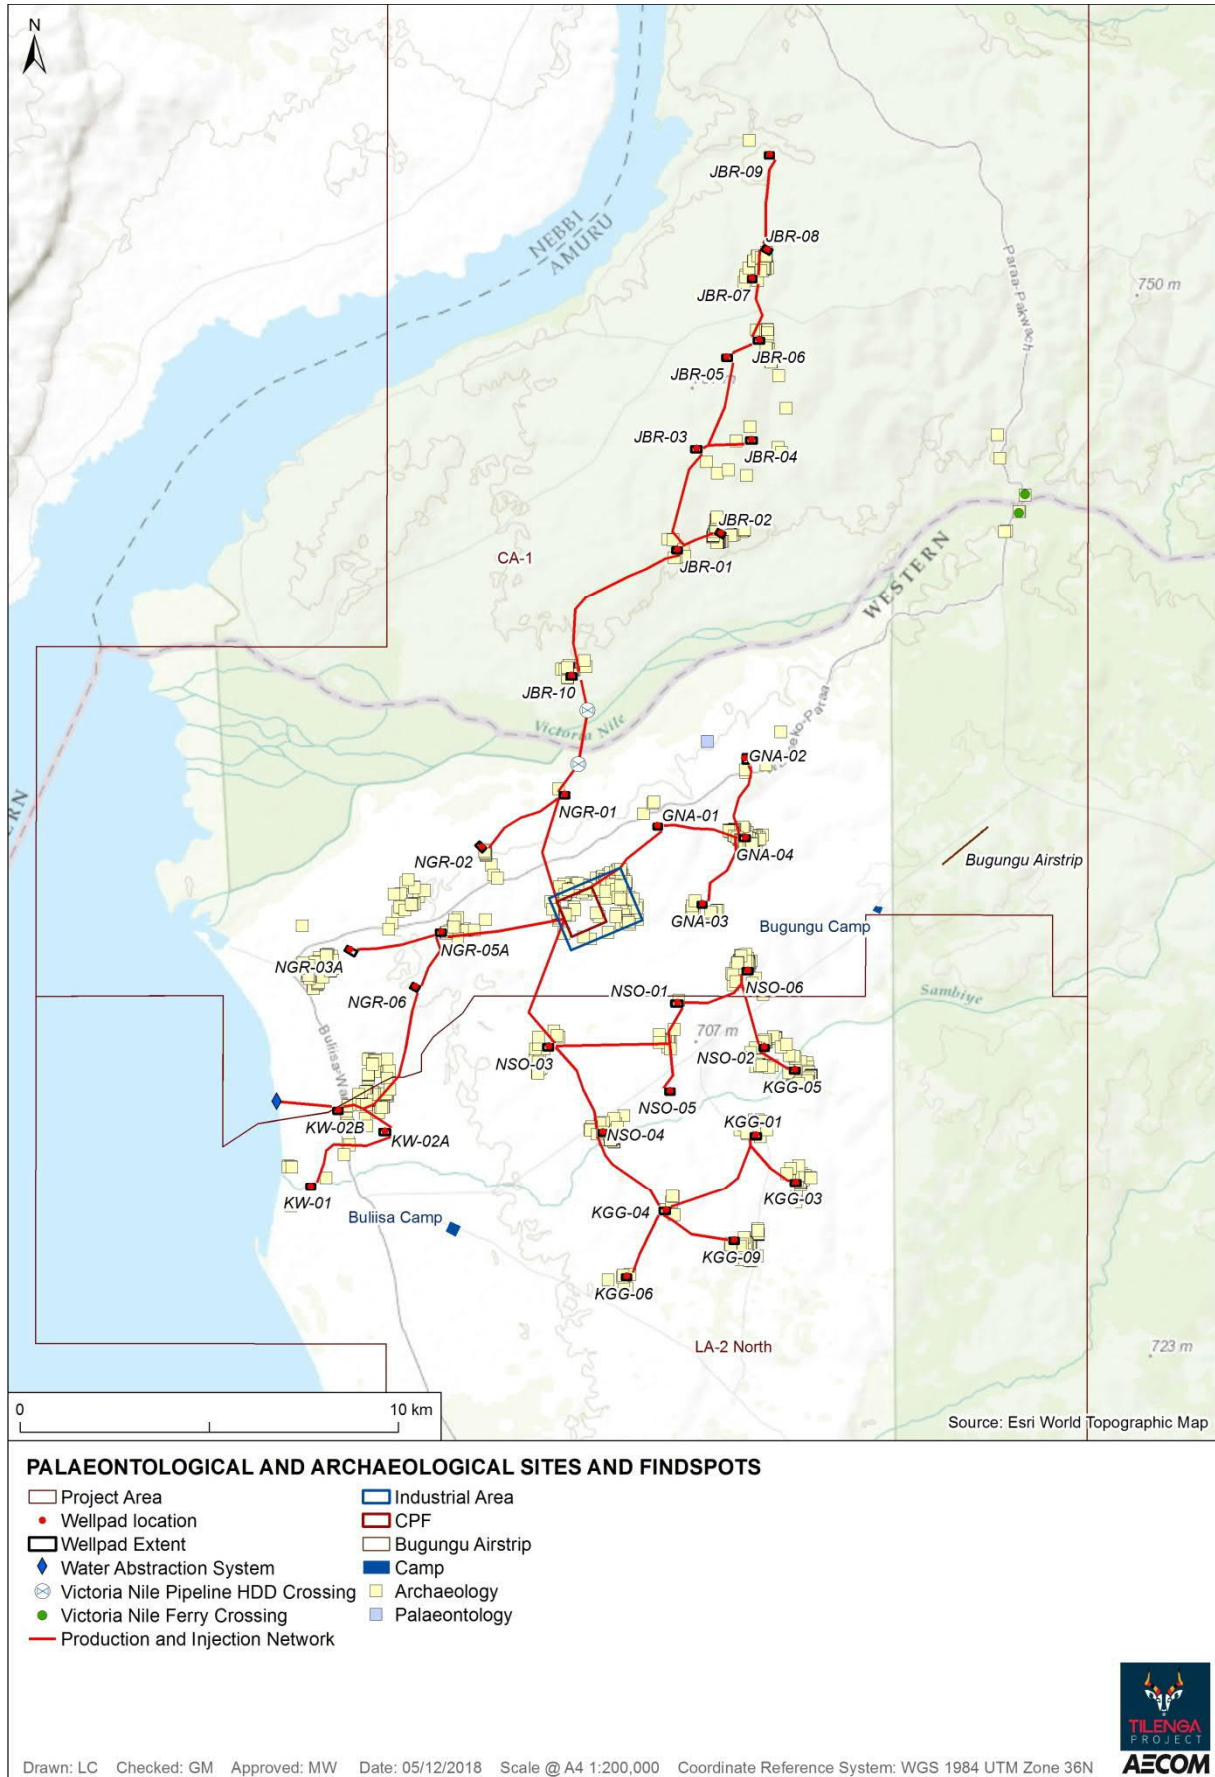 N
NEBBI
AMURU
JBR-09
JBR-08
Paraa-Pakwach
750 m
JBR-07
JBR-06
JBR-05
JBR-03
JBR-04
JBR-02
CA-1
JBR-01
WESTERN
JBR-10
Victoria Nile
GNA-02
NGR-01
GNA-01
NGR-02
GNA-04
Bugungu Airstrip
GNA-03
Bugungu Camp
NGR-03A
NGR-05A
NGR-06
NSO-01
NSO-06
Sambiye
707 m
NSO-03
NSO-02
KGG-05
NSO-05
KW-02B
KW-02A
NSO-04
KGG-01
KW-01
KGG-03
Buliisa Camp
KGG-04
KGG-09
KGG-06
LA-2 North
723 m
0
10 km
Source: Esri World Topographic Map
PALAEONTOLOGICAL AND ARCHAEOLOGICAL SITES AND FINDSPOTS
Project Area
Wellpad location
Wellpad Extent
Water Abstraction System
Victoria Nile Pipeline HDD Crossing
Victoria Nile Ferry Crossing
Production and Injection Network
Industrial Area
CPF
Bugungu Airstrip
Camp
Archaeology
Palaeontology
TILENGA
PROJECT
AECOM
Drawn: LC Checked: GM Approved: MW Date: 05/12/2018 Scale @ A4 1:200,000 Coordinate Reference System: WGS 1984 UTM Zone 36N